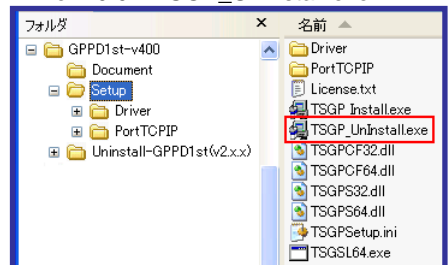 フォルダ
GPPD1st-v400
Document
Setup
Driver
PortTCPIP
Uninstall-GPPD1st(v2.x.x)
名前
Driver
PortTCPIP
License.txt
TSGP Install.exe
TSGP_UnInstall.exe
TSGPCF32.dll
TSGPCF64.dll
TSGPS32.dll
TSGPS64.dll
TSGPSetup.ini
TSGSL64.exe